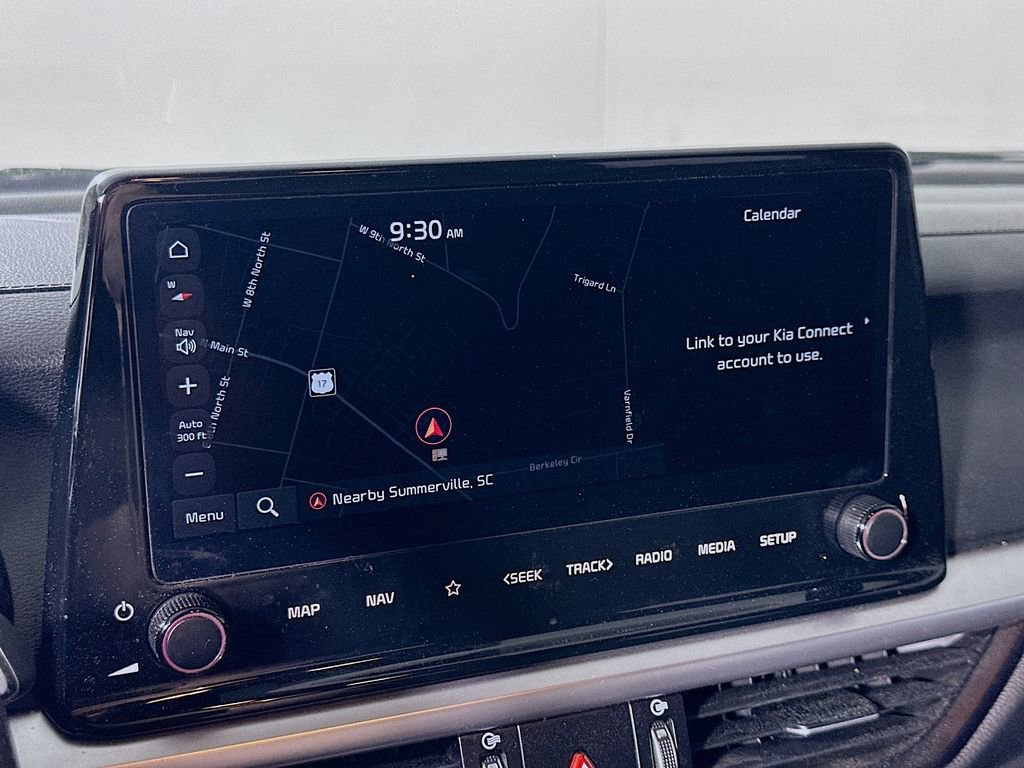 9:30 AM
Calendar
W 9th North St
W 8th North St
Trigard Ln
W
Nav
N Main St
Link to your Kia Connect
account to use.
17
Auto
300 ft
North St
Varnfield Dr
Berkeley Cir
Nearby Summerville, SC
Menu
MAP
NAV
<SEEK
TRACK>
RADIO
MEDIA
SETUP